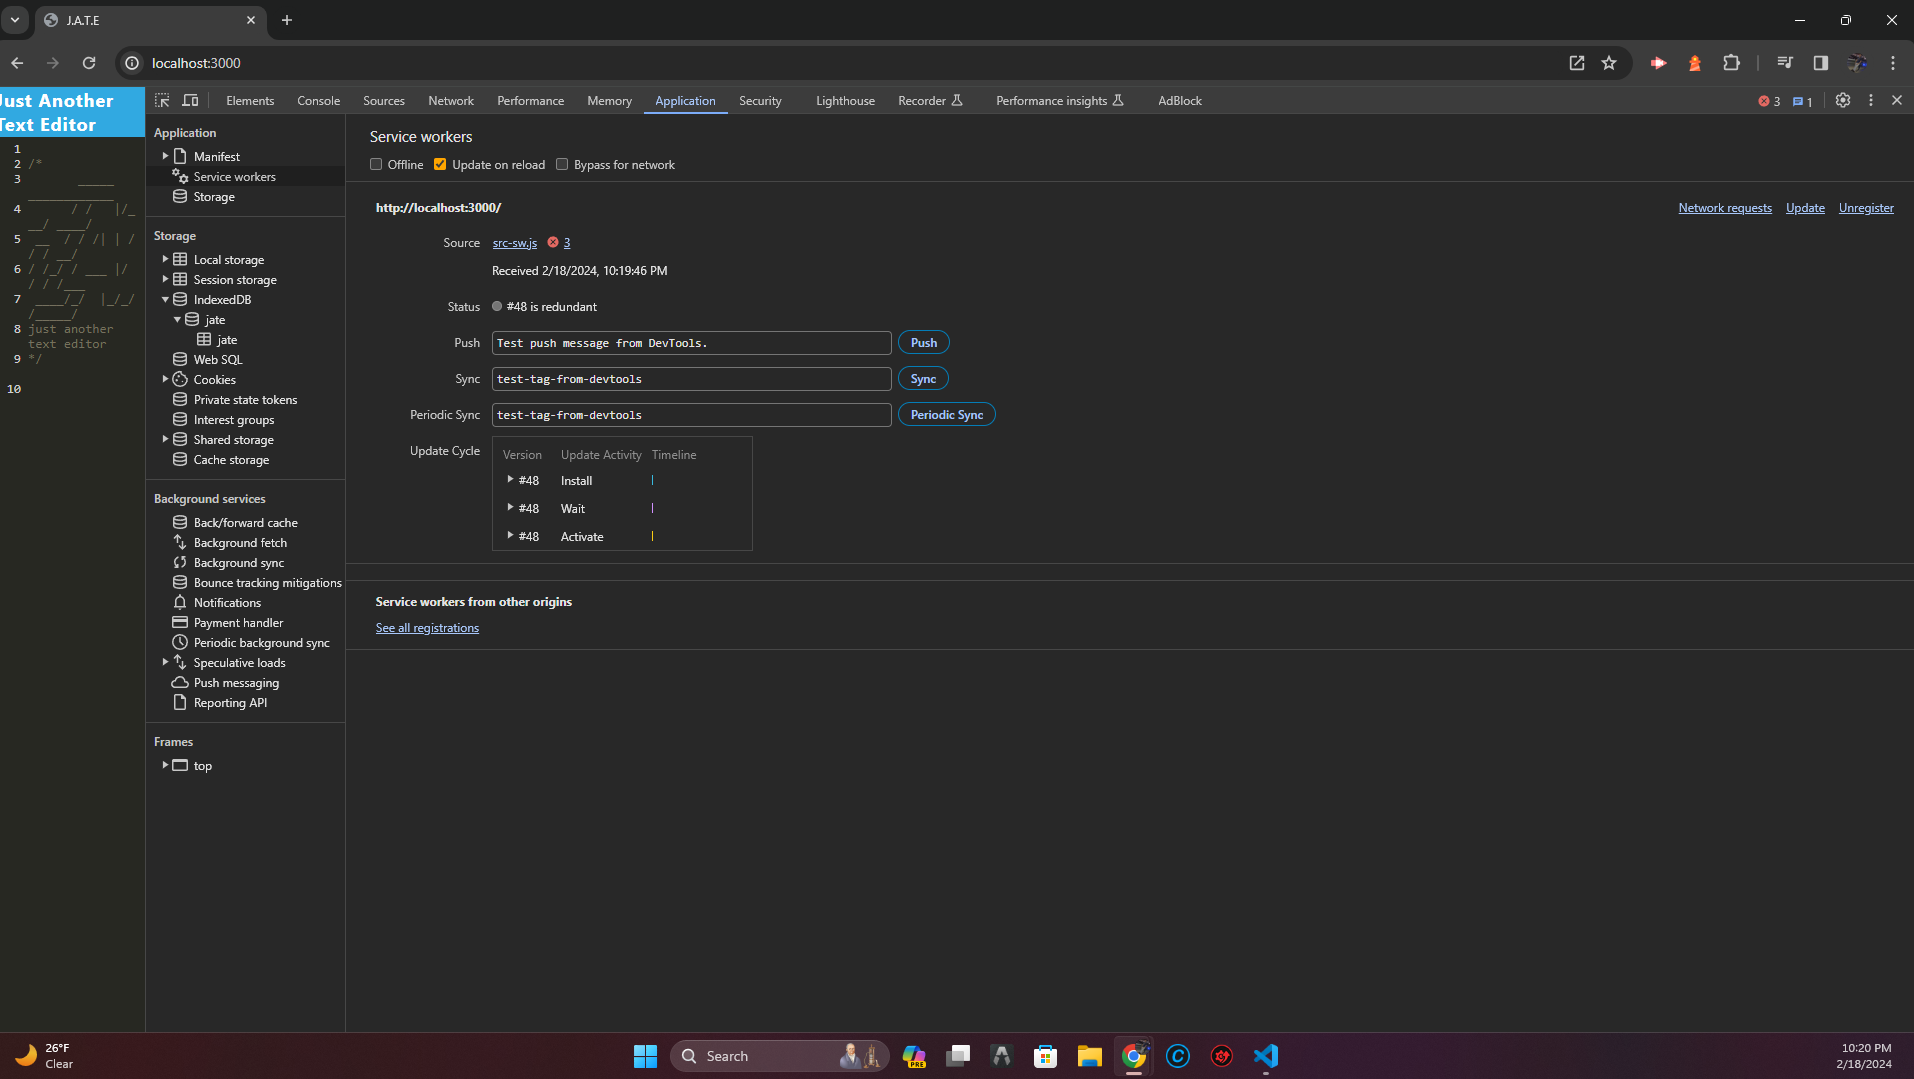 J.A.T.E
localhost:3000
Just Another
Text Editor
1
2 /*
3 _____
____________
4 / / |/_
__/ ____/
5 __ / / /| | /
/ / __/
6 / /_/ / ___ |/
/ / /___
7 ____/_/ |_/_/
/_____/
8 just another
text editor
9 */
10
Elements Console Sources Network Performance Memory Application Security Lighthouse Recorder Performance insights AdBlock 3 1
Application
Manifest
Service workers
Storage
Storage
Local storage
Session storage
IndexedDB
jate
jate
Web SQL
Cookies
Private state tokens
Interest groups
Shared storage
Cache storage
Background services
Back/forward cache
Background fetch
Background sync
Bounce tracking mitigations
Notifications
Payment handler
Periodic background sync
Speculative loads
Push messaging
Reporting API
Frames
top
Service workers
Offline Update on reload Bypass for network
http://localhost:3000/ Network requests Update Unregister
Source src-sw.js 3
Received 2/18/2024, 10:19:46 PM
Status #48 is redundant
Push Test push message from DevTools. Push
Sync test-tag-from-devtools Sync
Periodic Sync test-tag-from-devtools Periodic Sync
Update Cycle Version Update Activity Timeline
#48 Install
#48 Wait
#48 Activate
Service workers from other origins
See all registrations
26°F
Clear
Search
PRE
10:20 PM
2/18/2024